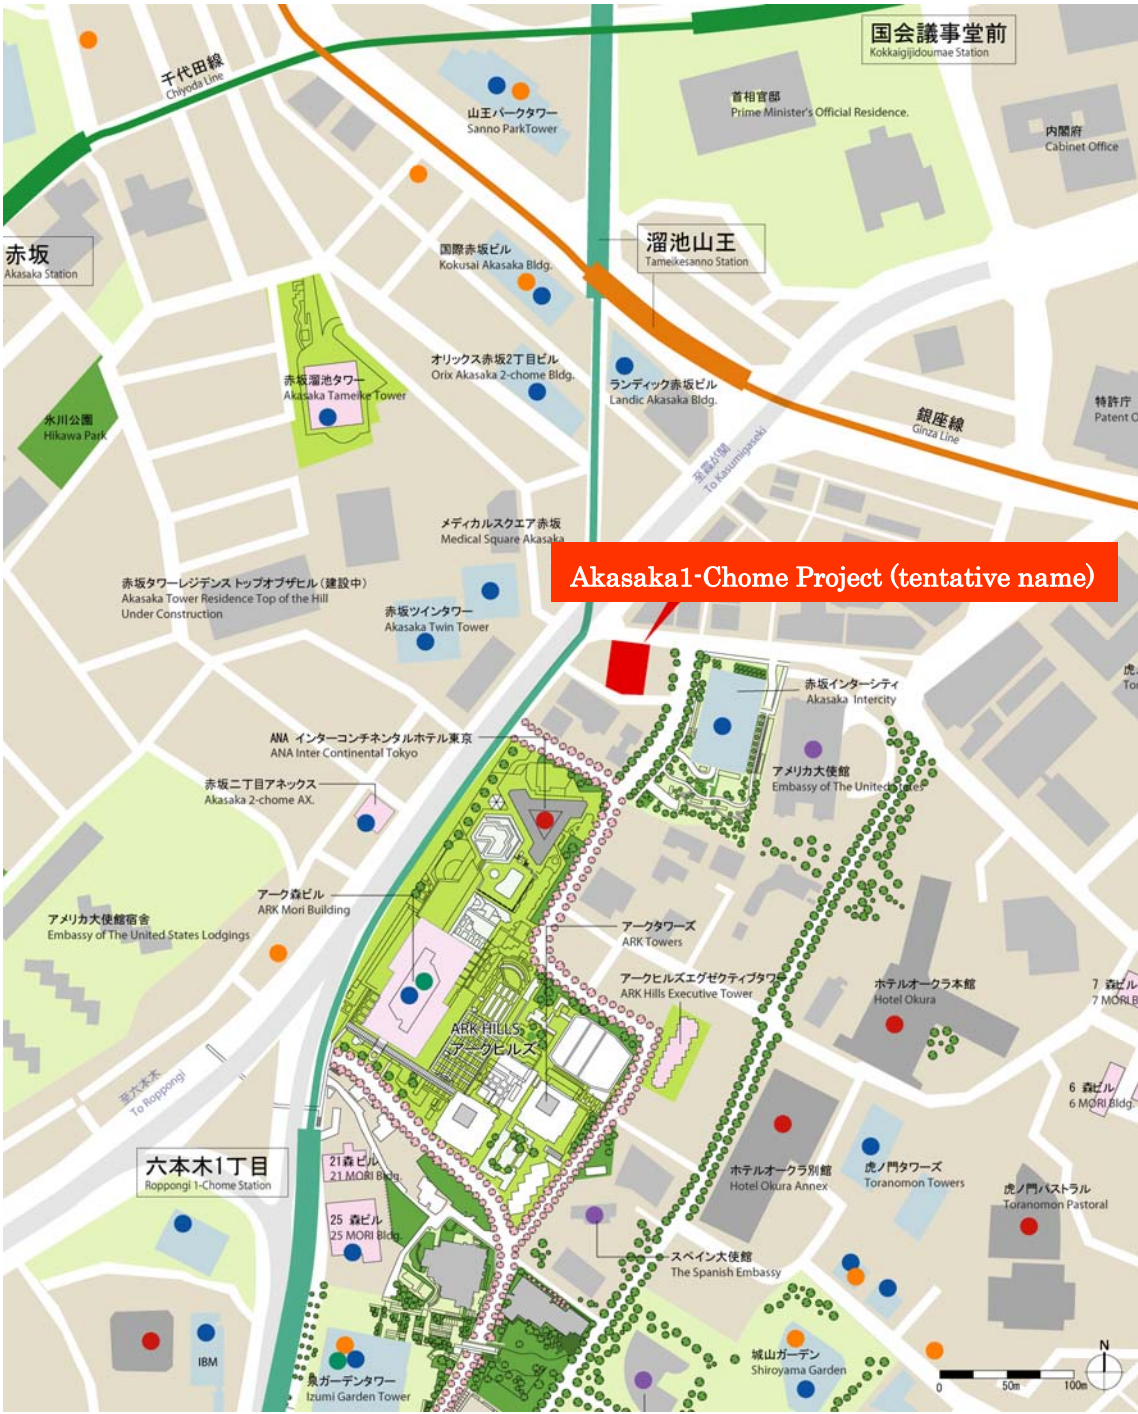 国会議事堂前
Kokkaigijidoumae Station
千代田線
Chiyoda Line
山王パークタワー
Sanno ParkTower
首相官邸
Prime Minister's Official Residence.
内閣府
Cabinet Office
赤坂
Akasaka Station
国際赤坂ビル
Kokusai Akasaka Bldg.
溜池山王
Tameikesanno Station
オリックス赤坂2丁目ビル
Orix Akasaka 2-chome Bldg.
ランディック赤坂ビル
Landic Akasaka Bldg.
赤坂溜池タワー
Akasaka Tameike Tower
氷川公園
Hikawa Park
銀座線
Ginza Line
特許庁
Patent O
至霞が関
To Kasumigaseki
メディカルスクエア赤坂
Medical Square Akasaka
Akasaka1-Chome Project (tentative name)
赤坂タワーレジデンス トップオブザヒル（建設中）
Akasaka Tower Residence Top of the Hill
Under Construction
赤坂ツインタワー
Akasaka Twin Tower
虎ノ
To
赤坂インターシティ
Akasaka Intercity
ANA インターコンチネンタルホテル東京
ANA Inter Continental Tokyo
アメリカ大使館
Embassy of The United States
赤坂二丁目アネックス
Akasaka 2-chome AX.
アーク森ビル
ARK Mori Building
アメリカ大使館宿舎
Embassy of The United States Lodgings
アークタワーズ
ARK Towers
アークヒルズエグゼクティブタワー
ARK Hills Executive Tower
ホテルオークラ本館
Hotel Okura
7 森ビル
7 MORI B
ARK HILLS
アークヒルズ
至六本木
To Roppongi
6 森ビル
6 MORI Bldg.
六本木1丁目
Roppongi 1-Chome Station
21森ビル
21 MORI Bldg.
ホテルオークラ別館
Hotel Okura Annex
虎ノ門タワーズ
Toranomon Towers
虎ノ門パストラル
Toranomon Pastoral
25 森ビル
25 MORI Bldg.
スペイン大使館
The Spanish Embassy
IBM
泉ガーデンタワー
Izumi Garden Tower
城山ガーデン
Shiroyama Garden
N
0 50m 100m